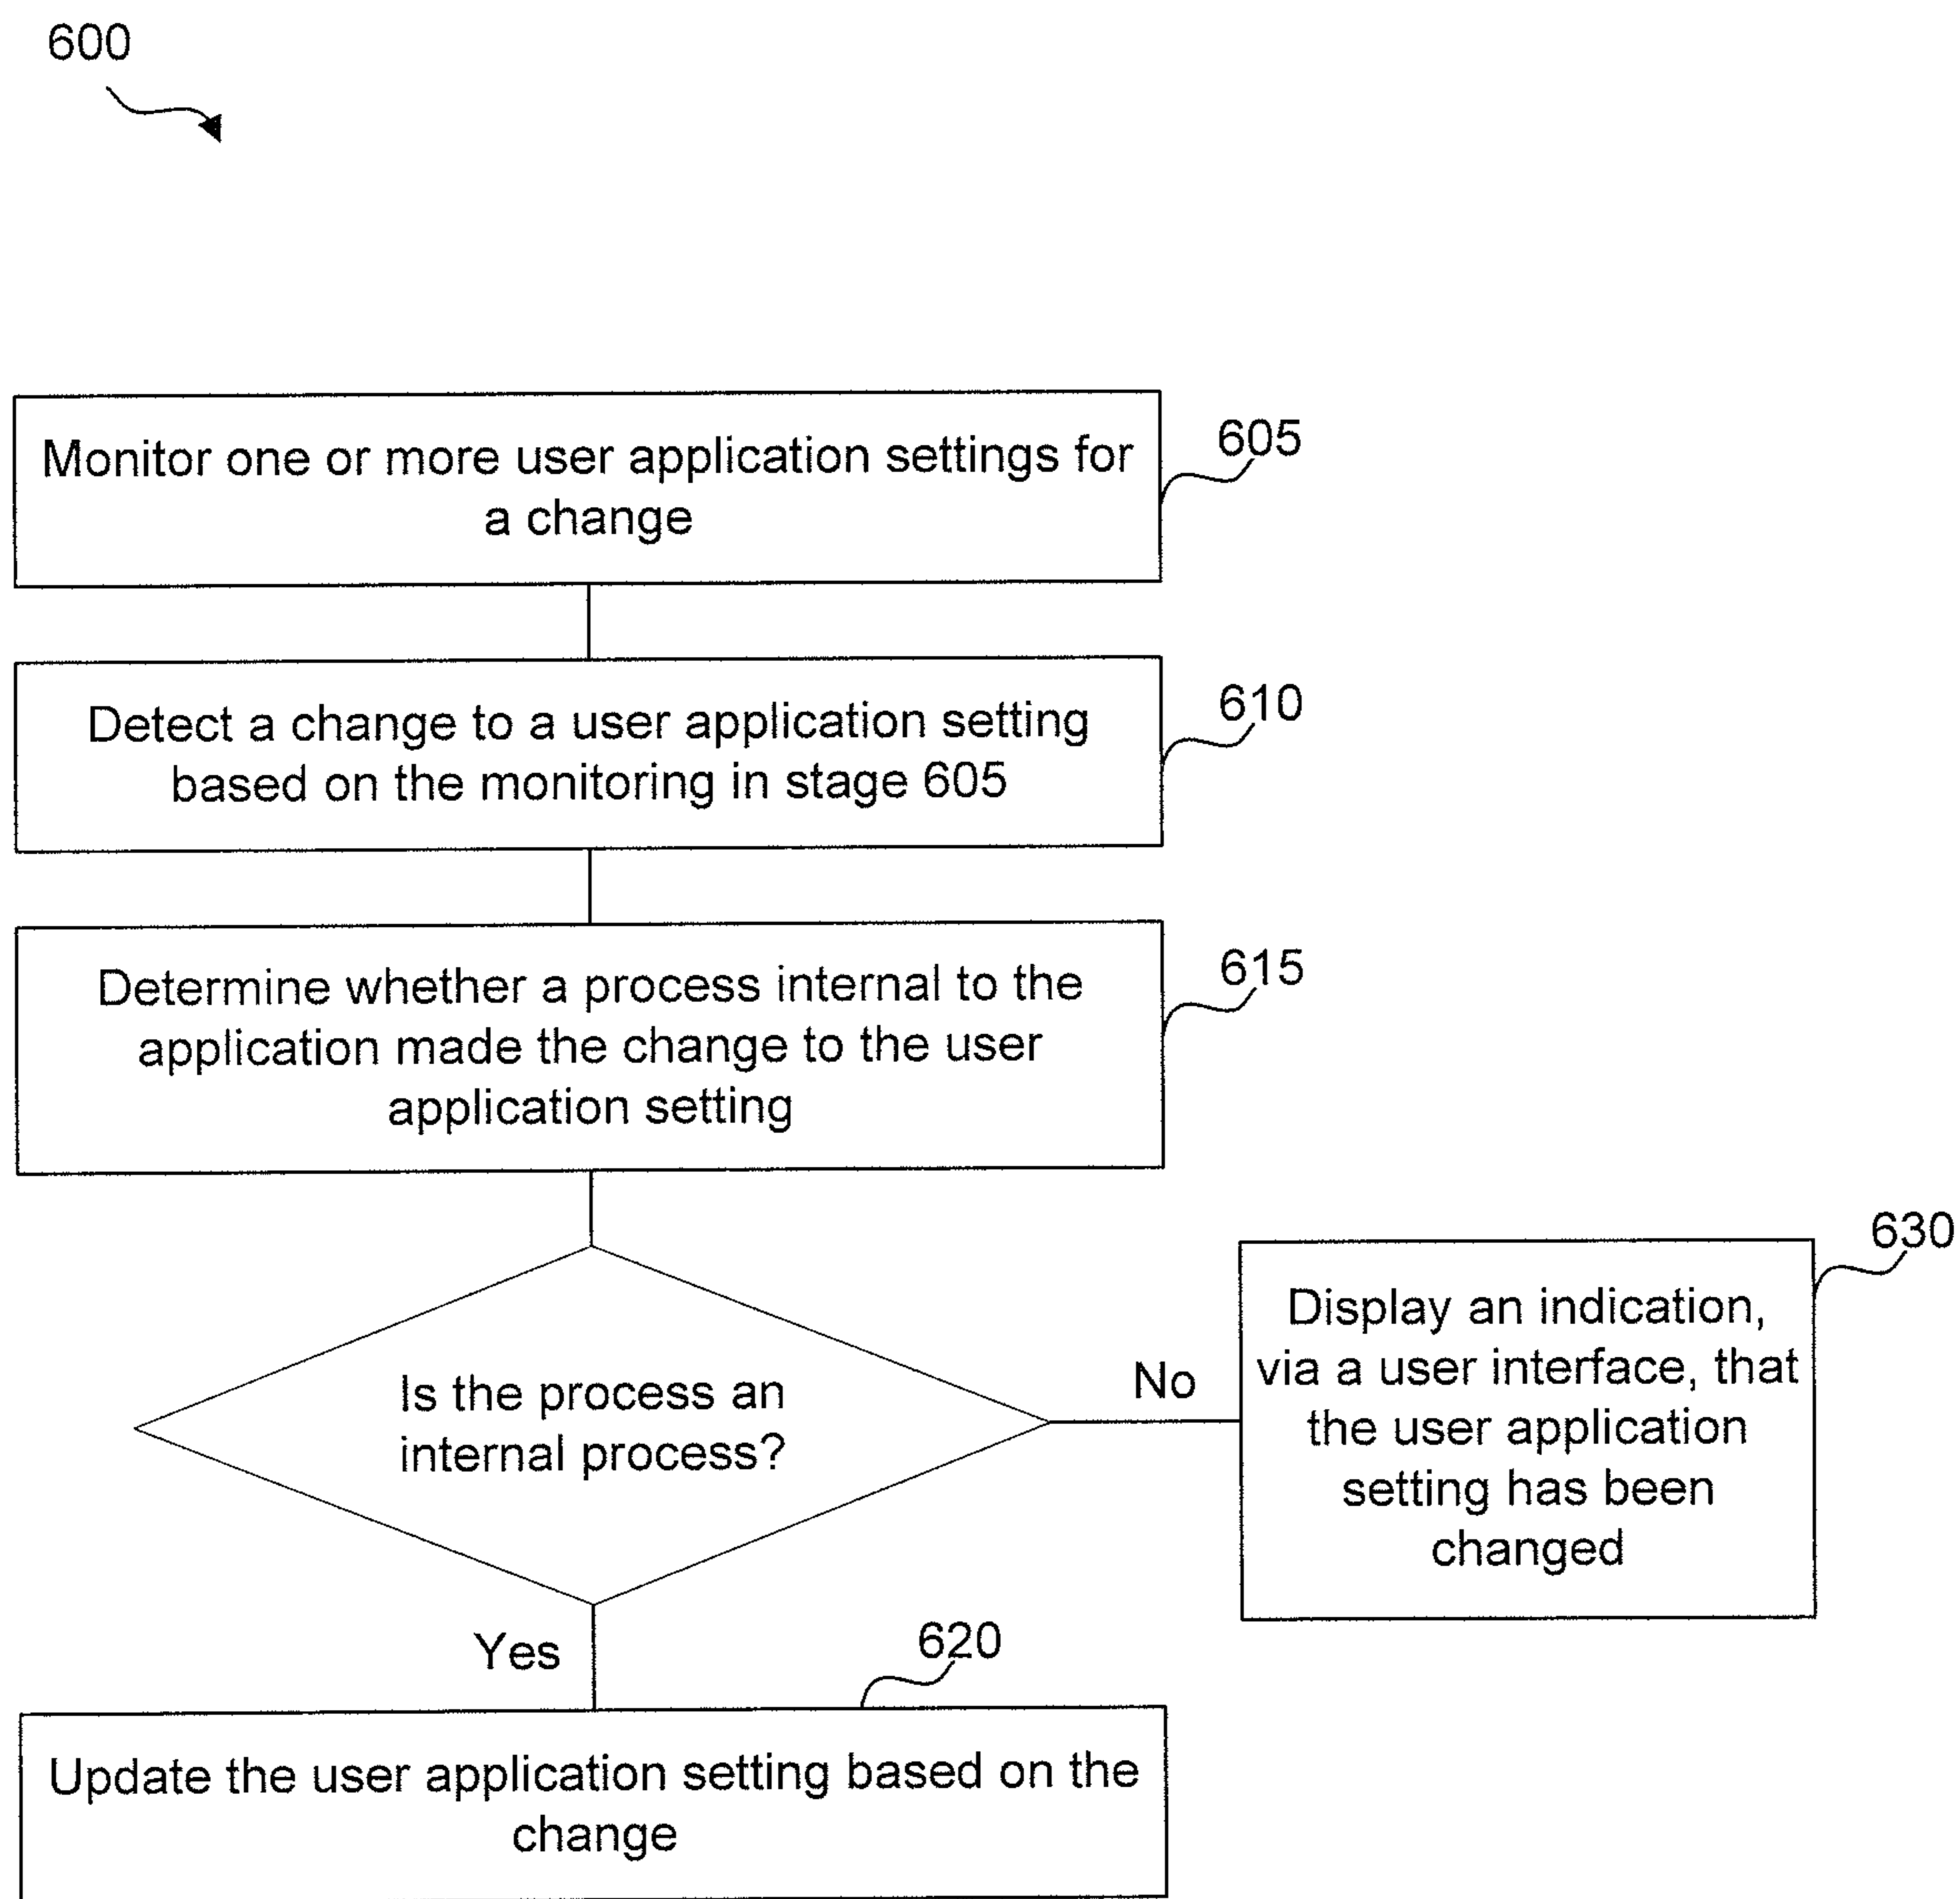 600
Monitor one or more user application settings for
a change
605
Detect a change to a user application setting
based on the monitoring in stage 605
610
Determine whether a process internal to the
application made the change to the user
application setting
615
Is the process an
internal process?
No
630
Display an indication,
via a user interface, that
the user application
setting has been
changed
Yes
620
Update the user application setting based on the
change